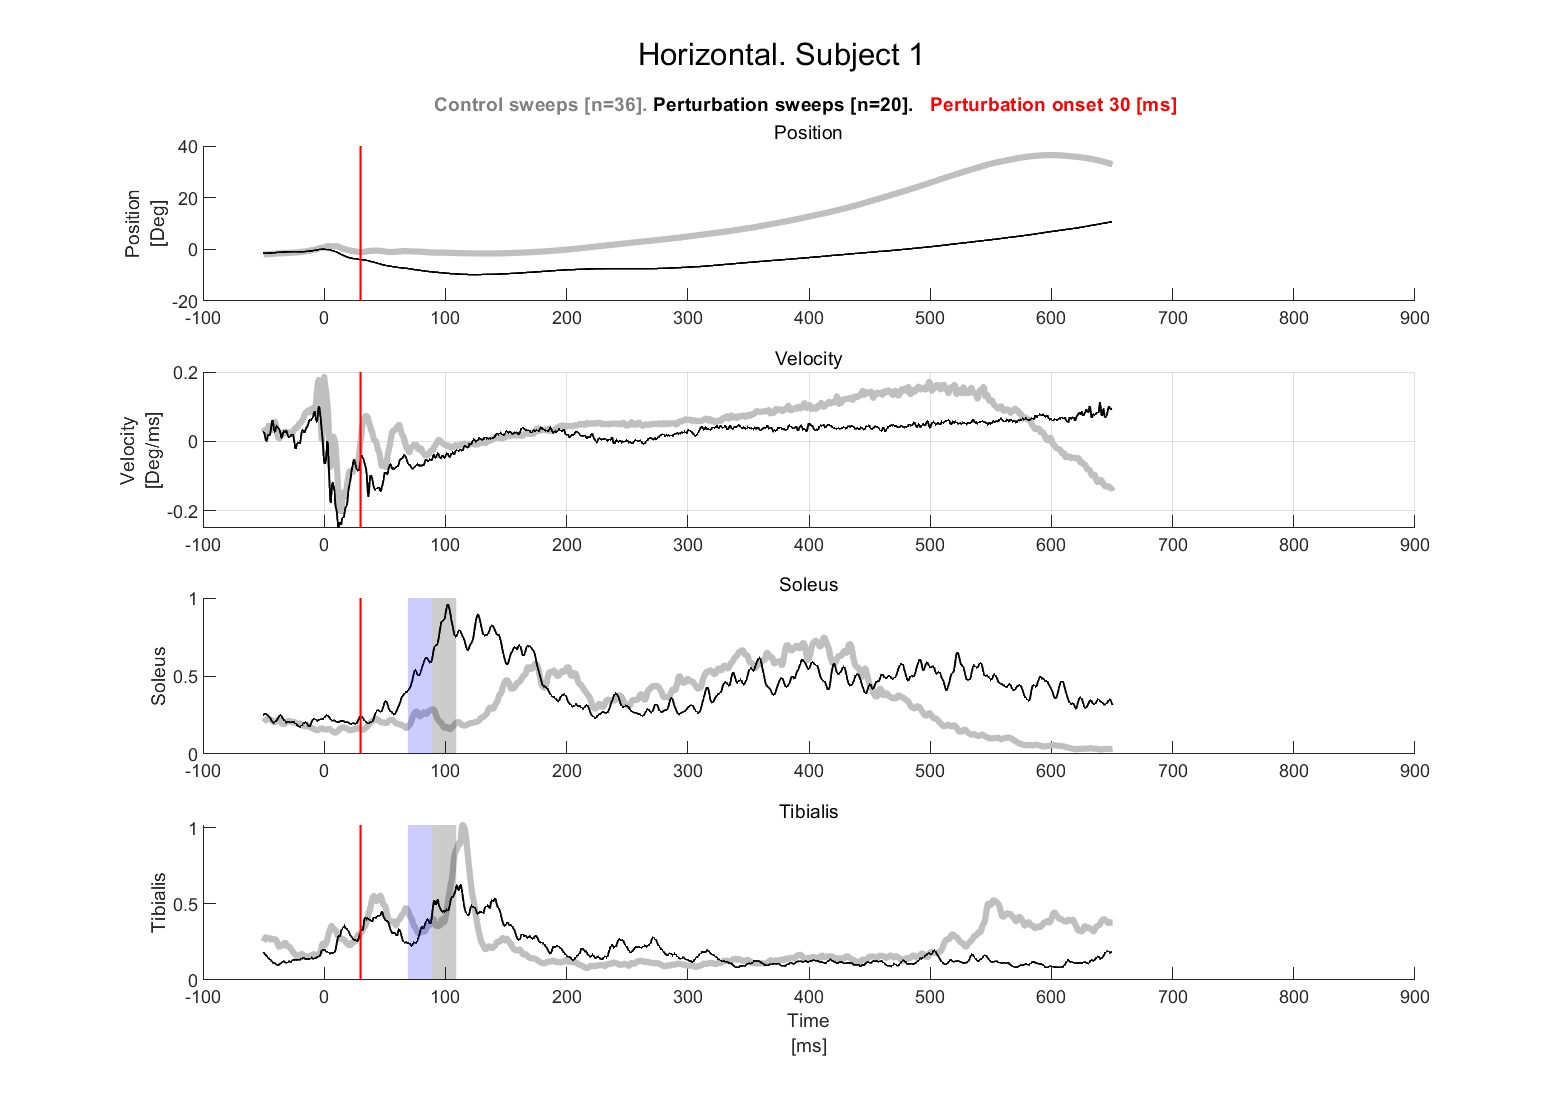 Horizontal. Subject 1
Control sweeps [n=36]. Perturbation sweeps [n=20]. Perturbation onset 30 [ms]
Position
Position
[Deg]
40
20
0
-20
-100 0 100 200 300 400 500 600 700 800 900
Velocity
Velocity
[Deg/ms]
0.2
0
-0.2
-100 0 100 200 300 400 500 600 700 800 900
Soleus
Soleus
1
0.5
0
-100 0 100 200 300 400 500 600 700 800 900
Tibialis
Tibialis
1
0.5
0
-100 0 100 200 300 400 500 600 700 800 900
Time
[ms]